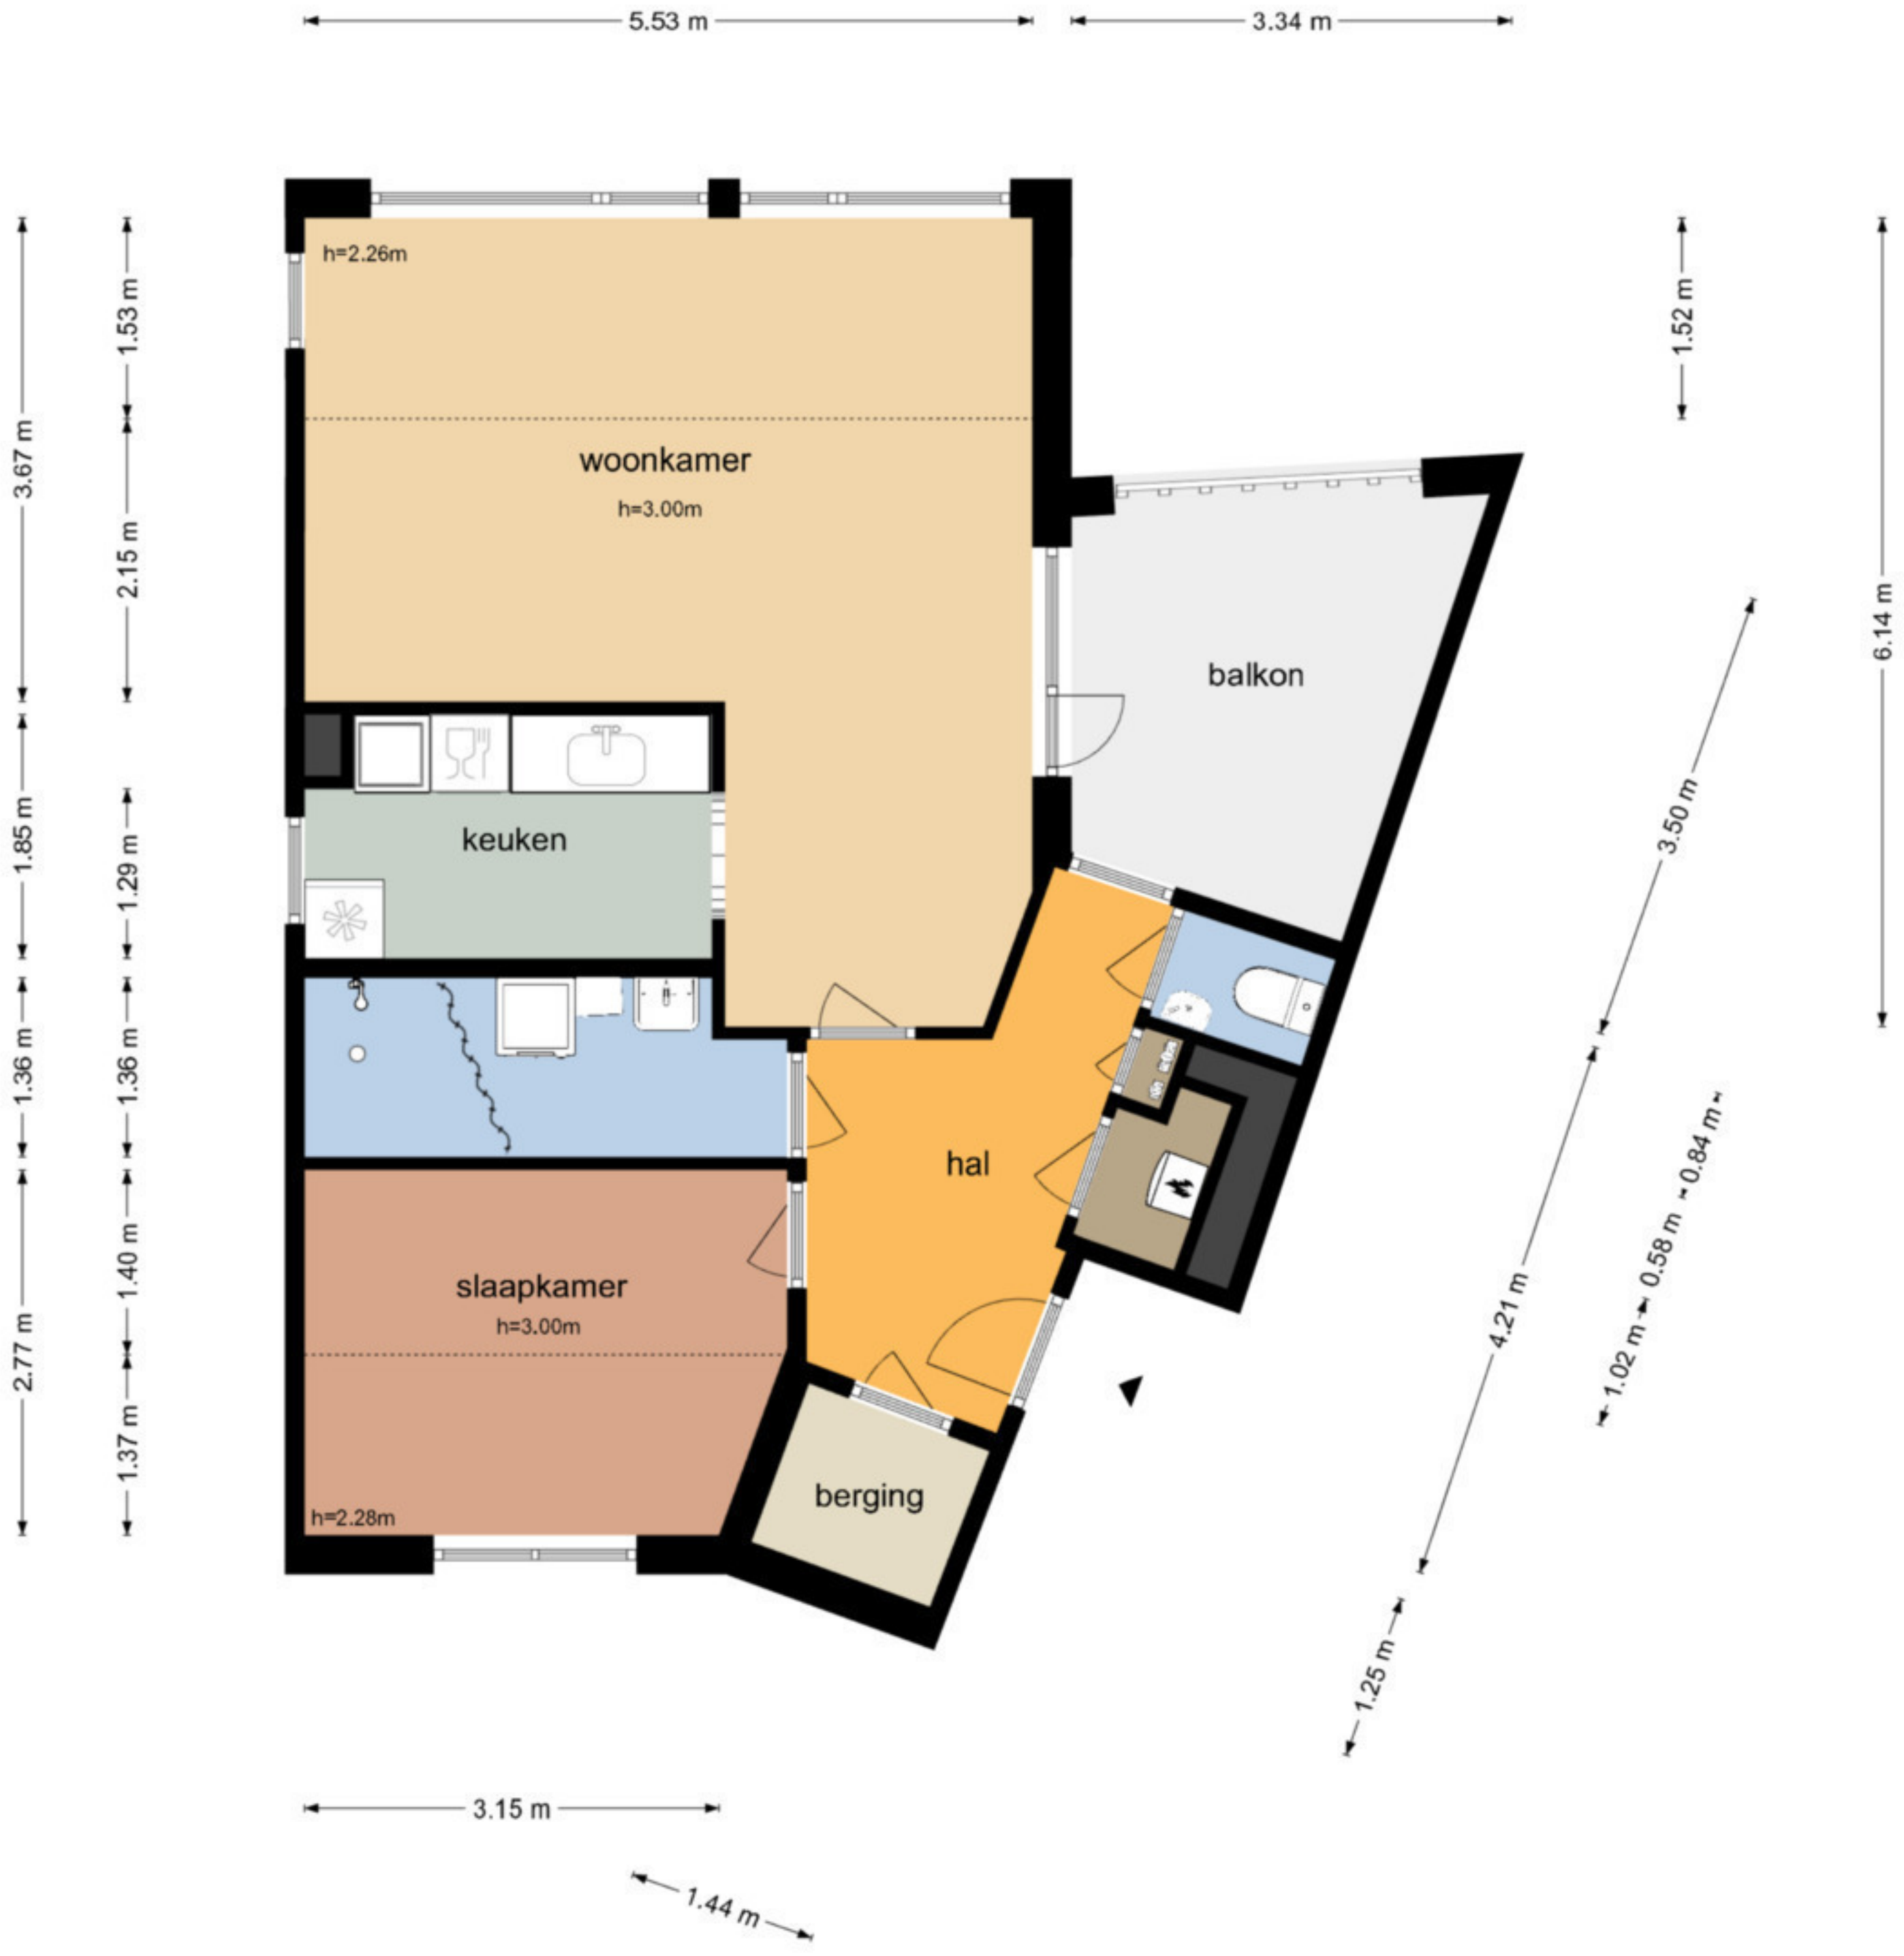 5.53 m
3.34 m
h=2.26m
1.53 m
1.52 m
3.67 m
woonkamer
h=3.00m
2.15 m
6.14 m
balkon
3.50 m
1.85 m
keuken
1.29 m
1.36 m
1.36 m
0.84 m
hal
0.58 m
1.40 m
slaapkamer
h=3.00m
4.21 m
2.77 m
1.02 m
1.37 m
berging
h=2.28m
1.25 m
3.15 m
1.44 m